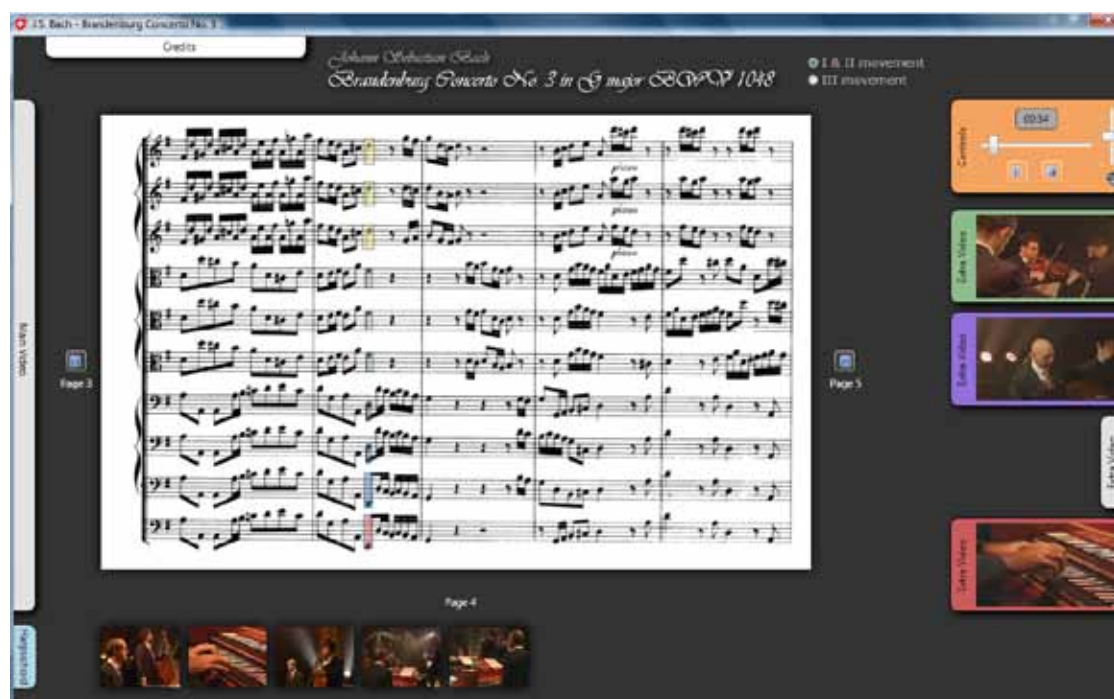 J.S. Bach - Brandenburg Concerto No. 3
Credits
Johann Sebastian Bach
Brandenburg Concerto No. 3 in G major BWV 1048
I & II movement
III movement
Main Video
Controls
00:54
piano
piano
piano
Extra Video
Extra Video
Extra Video
Extra Video
Page 3
Page 5
Page 4
Harpsichord